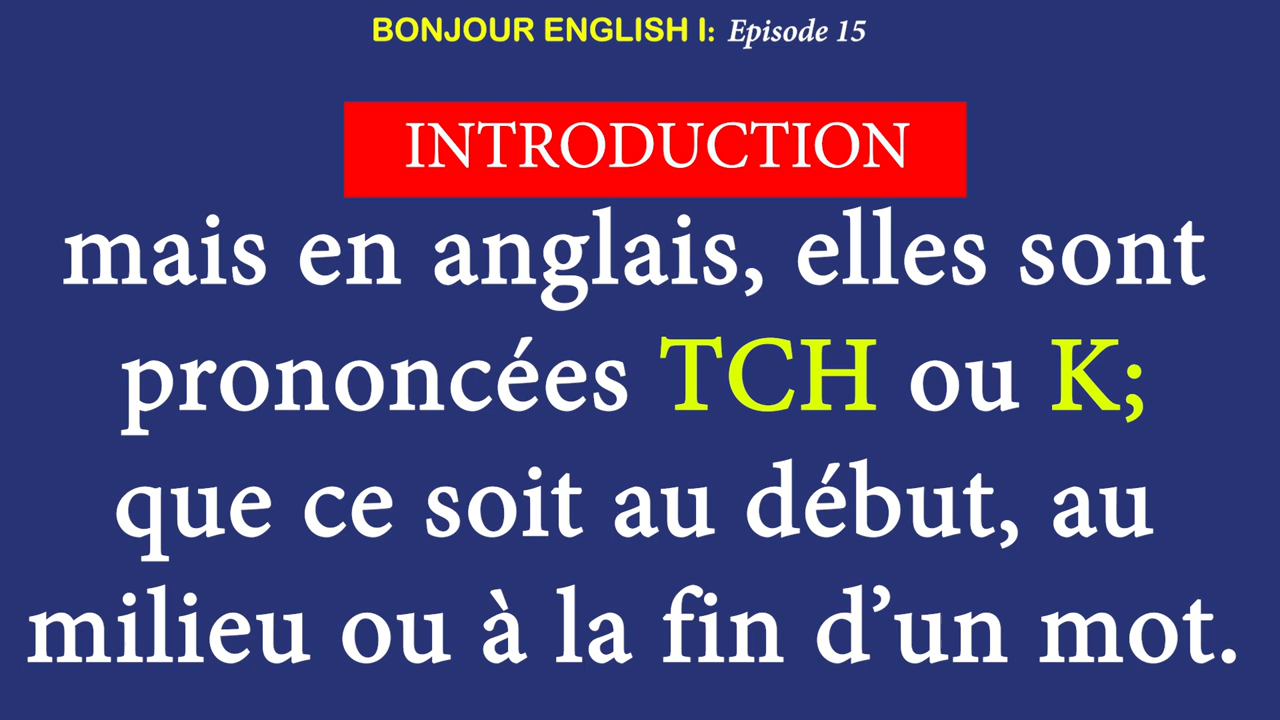 BONJOUR ENGLISH I: Episode 15
INTRODUCTION
mais en anglais, elles sont
prononcées TCH ou K;
que ce soit au début, au
milieu ou à la fin d’un mot.